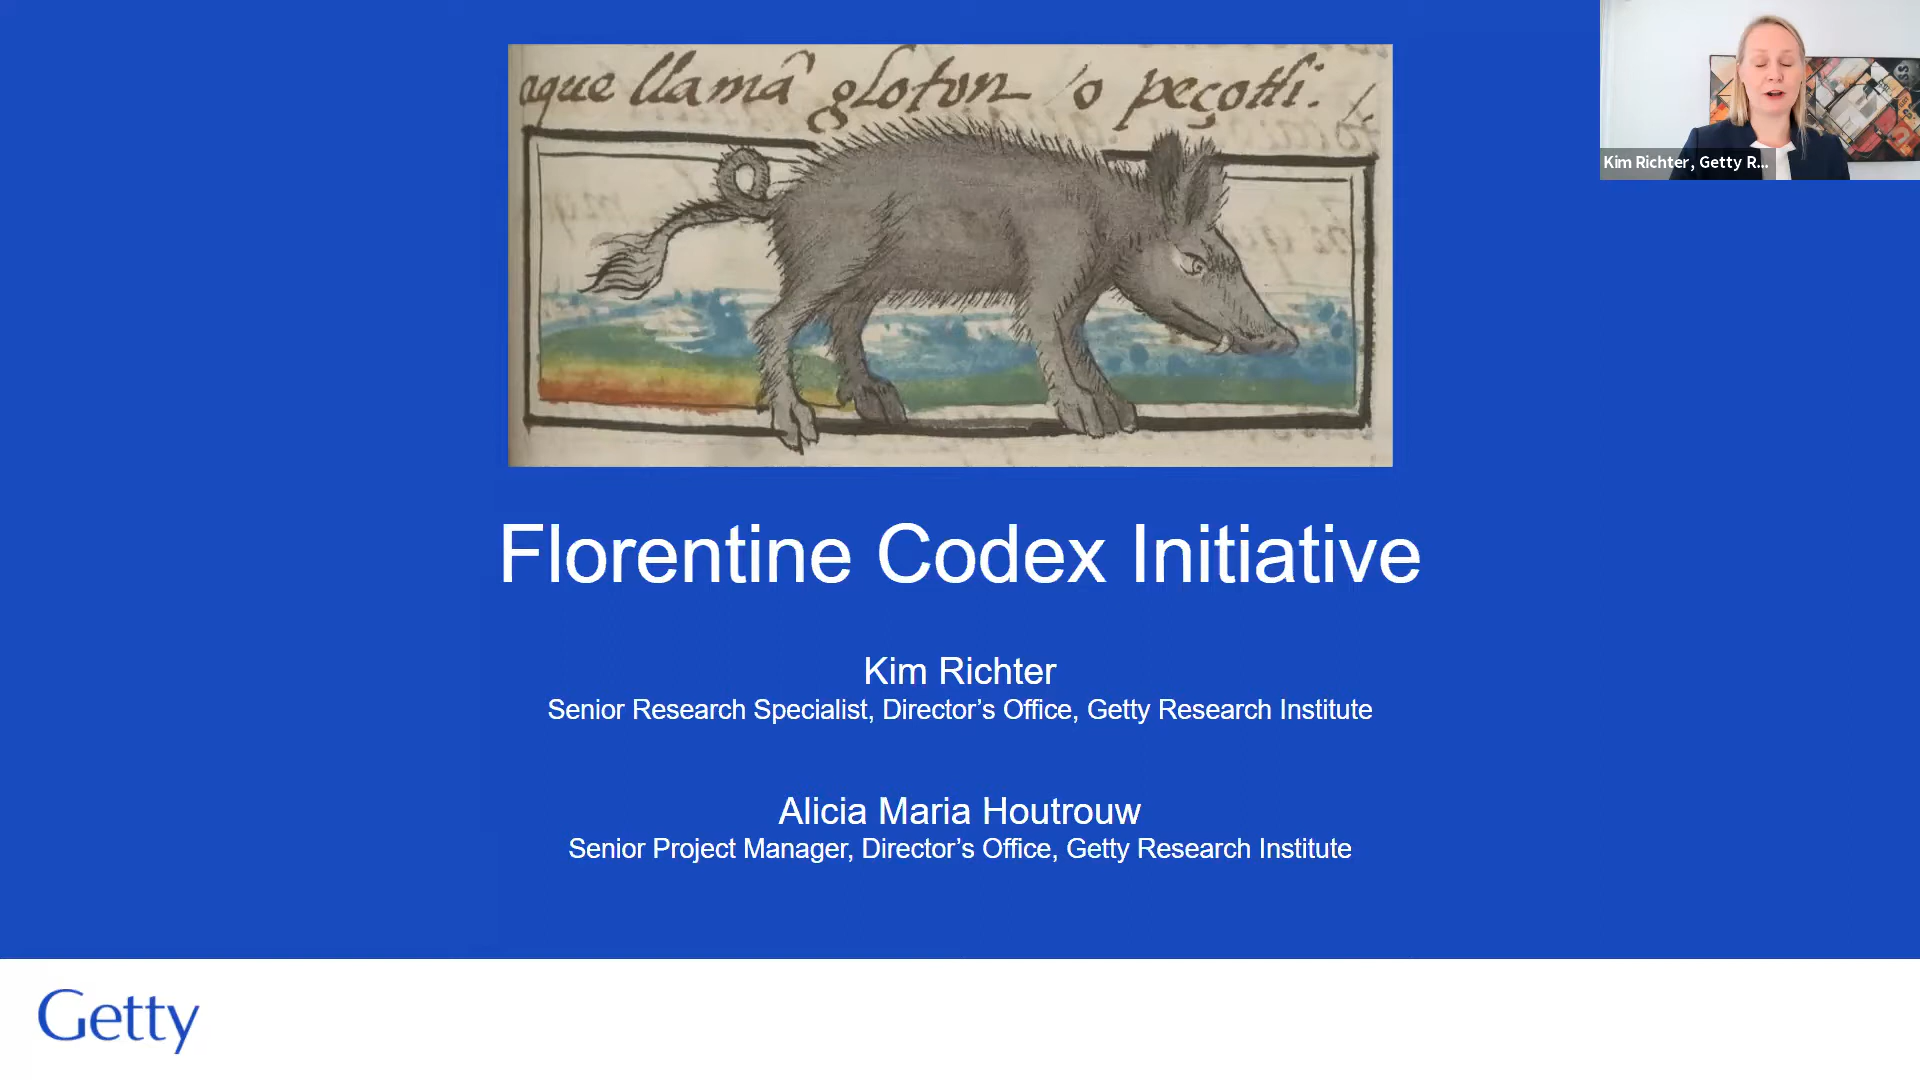 aque llamâ gloton / o peçotli.
Kim Richter, Getty R...
Florentine Codex Initiative
Kim Richter
Senior Research Specialist, Director’s Office, Getty Research Institute
Alicia Maria Houtrouw
Senior Project Manager, Director’s Office, Getty Research Institute
Getty